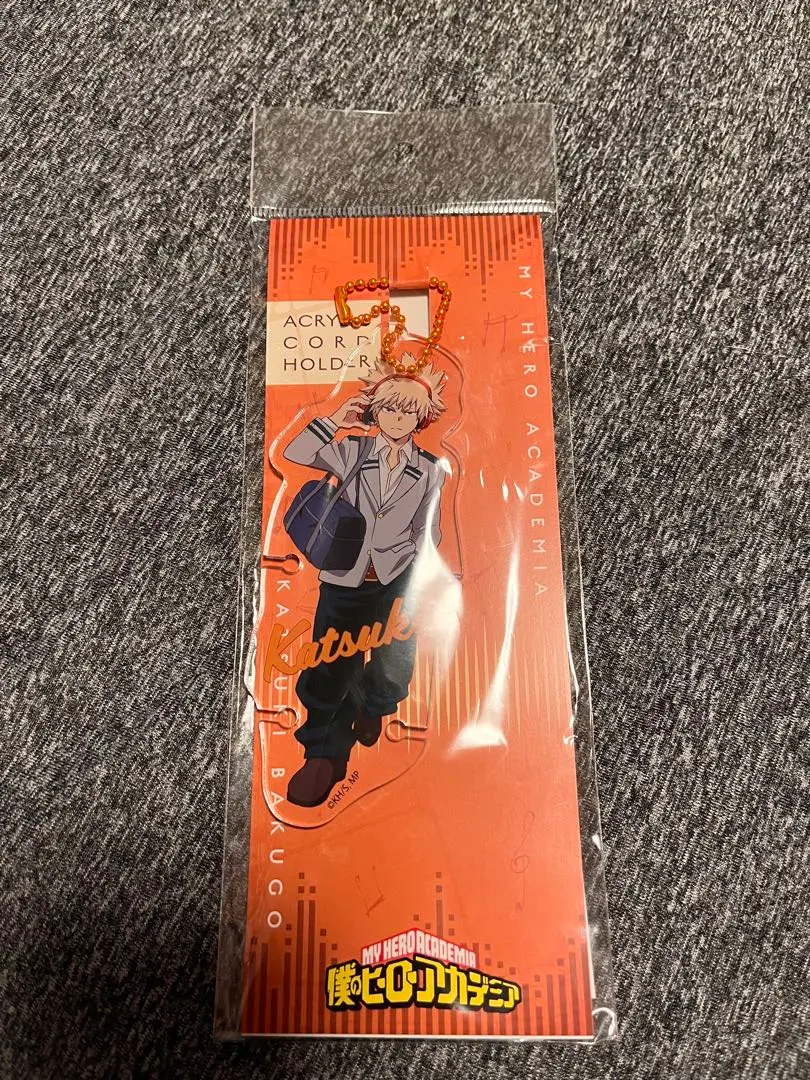 ACRY
CORD
HOLDER
MY HERO ACADEMIA
Katsuk
KATSUKI BAKUGO
©KH/S, MP
MY HERO ACADEMIA
僕のヒーローアカデミア